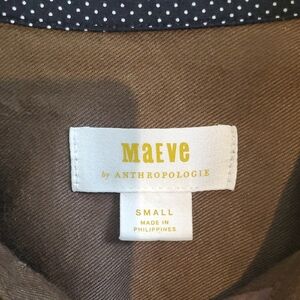 MAEVE
by ANTHROPOLOGIE
SMALL
MADE IN
PHILIPPINES